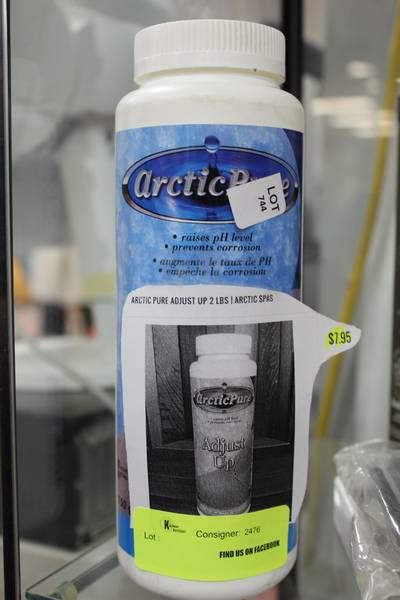 ArcticPure
LOT
744
• raises pH level
• prevents corrosion
• augmente le taux de PH
• empêche la corrosion
ARCTIC PURE ADJUST UP 2 LBS | ARCTIC SPAS
$7.95
ArcticPure
Adjust
Up
Lot :
Consigner: 2476
FIND US ON FACEBOOK